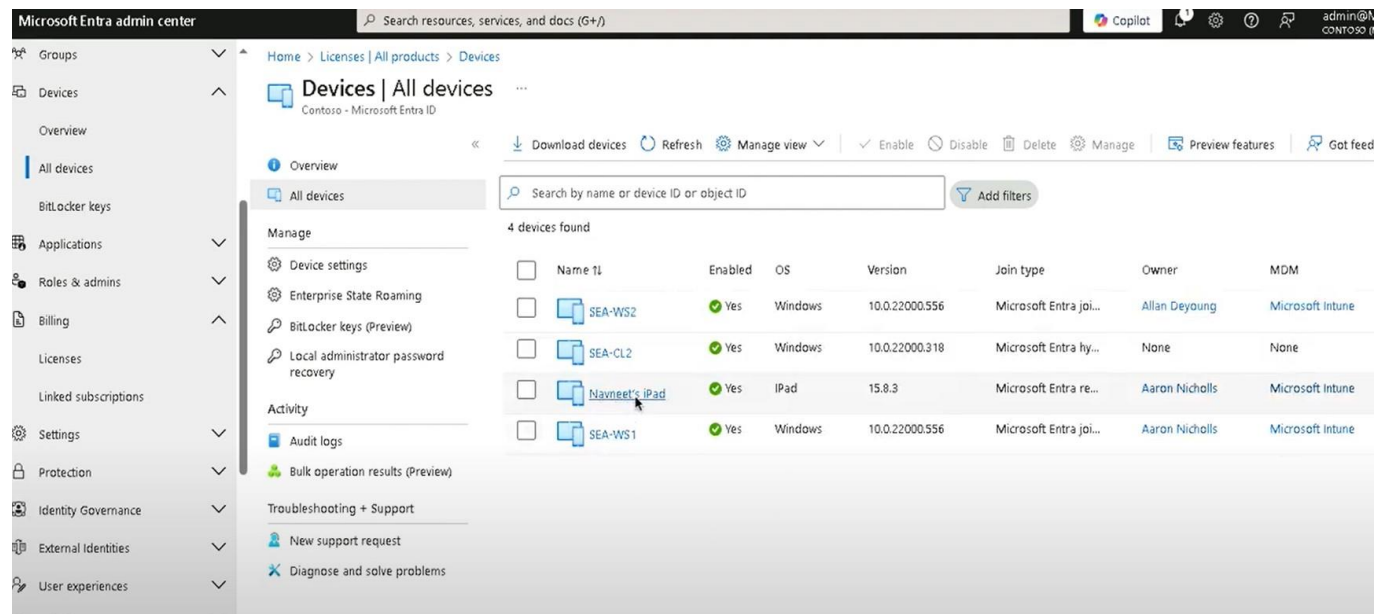 Microsoft Entra admin center
Search resources, services, and docs (G+/)
Copilot
admin@M
CONTOSO (
Groups
Devices
Overview
All devices
BitLocker keys
Applications
Roles & admins
Billing
Licenses
Linked subscriptions
Settings
Protection
Identity Governance
External Identities
User experiences
Home > Licenses | All products > Devices
Devices | All devices
Contoso - Microsoft Entra ID
Overview
All devices
Manage
Device settings
Enterprise State Roaming
BitLocker keys (Preview)
Local administrator password
recovery
Activity
Audit logs
Bulk operation results (Preview)
Troubleshooting + Support
New support request
Diagnose and solve problems
Download devices Refresh Manage view Enable Disable Delete Manage Preview features Got feed
Search by name or device ID or object ID
Add filters
4 devices found
Name Enabled OS Version Join type Owner MDM
SEA-WS2 Yes Windows 10.0.22000.556 Microsoft Entra joi... Allan Deyoung Microsoft Intune
SEA-CL2 Yes Windows 10.0.22000.318 Microsoft Entra hy... None None
Navneet's iPad Yes IPad 15.8.3 Microsoft Entra re... Aaron Nicholls Microsoft Intune
SEA-WS1 Yes Windows 10.0.22000.556 Microsoft Entra joi... Aaron Nicholls Microsoft Intune